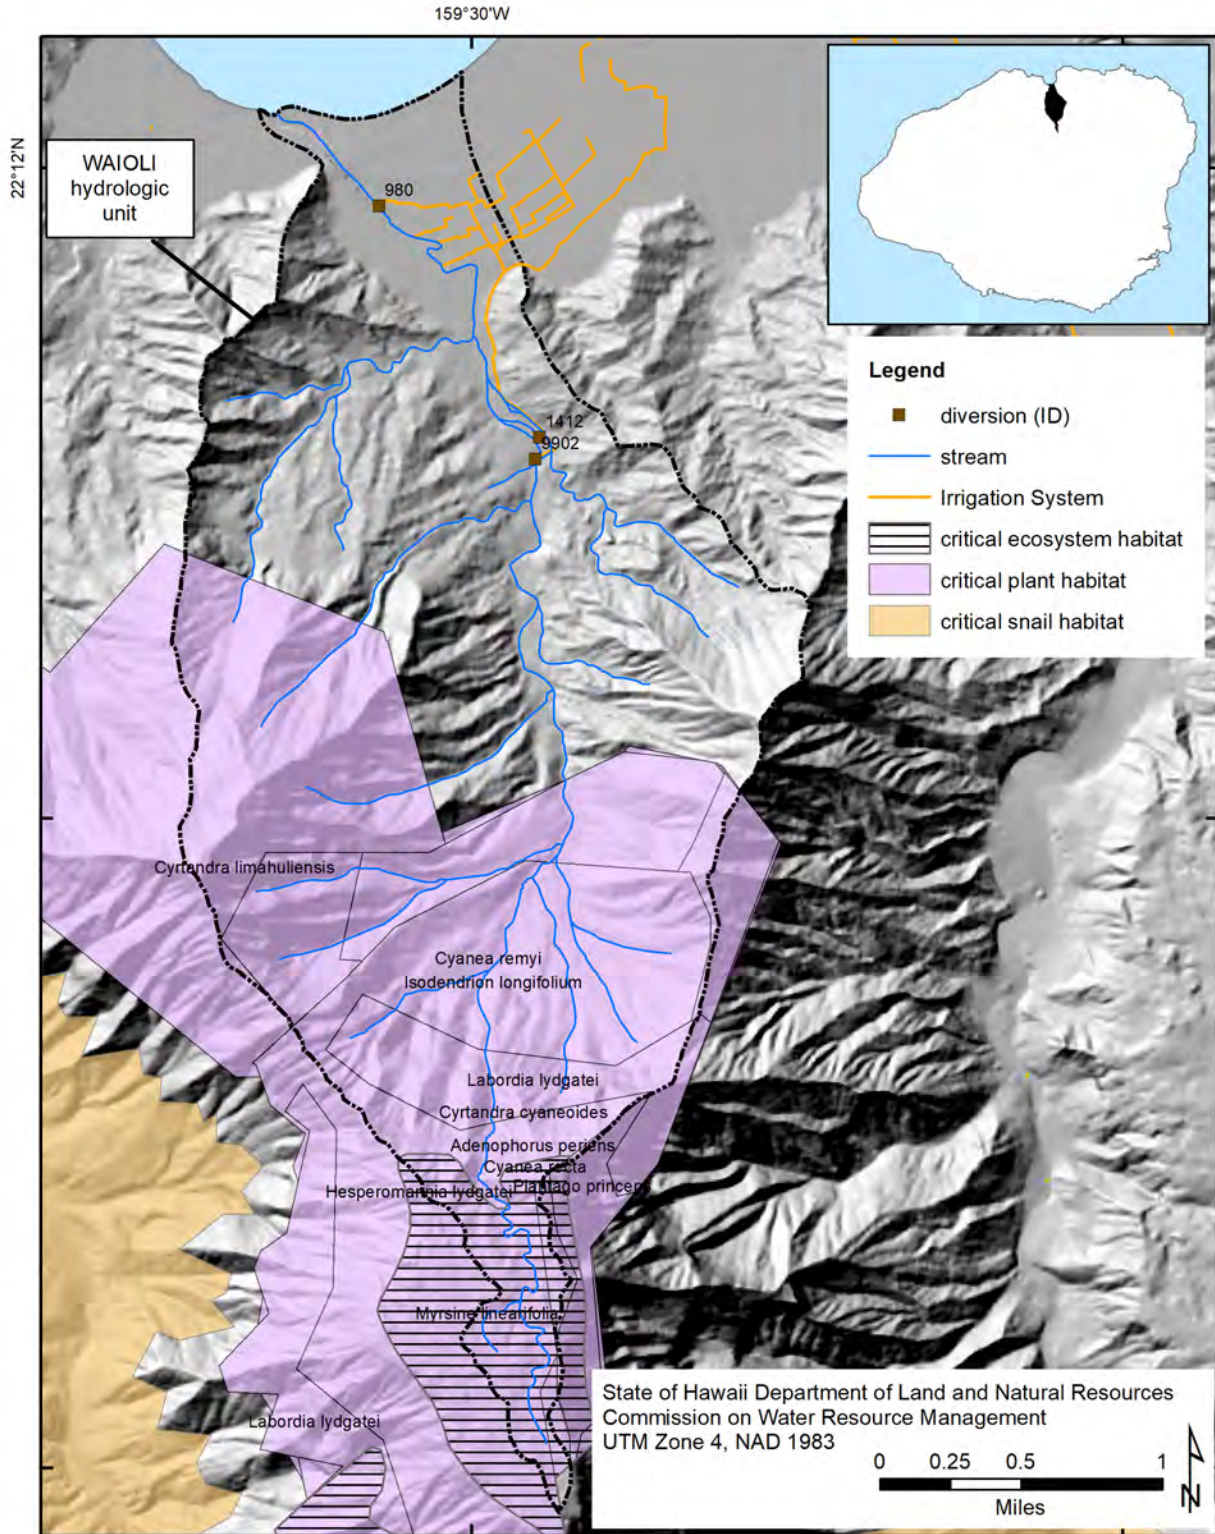 159°30'W
22°12'N
WAIOLI
hydrologic
unit
980
1412
9902
Legend
diversion (ID)
stream
Irrigation System
critical ecosystem habitat
critical plant habitat
critical snail habitat
Cyrtandra limahuliensis
Cyanea remyi
Isodendrion longifolium
Labordia lydgatei
Cyrtandra cyaneoides
Adenophorus periens
Cyanea recta
Hesperomannia lydgatei
Plantago princeps
Myrsine linearifolia
Labordia lydgatei
State of Hawaii Department of Land and Natural Resources
Commission on Water Resource Management
UTM Zone 4, NAD 1983
0 0.25 0.5 1
Miles
N